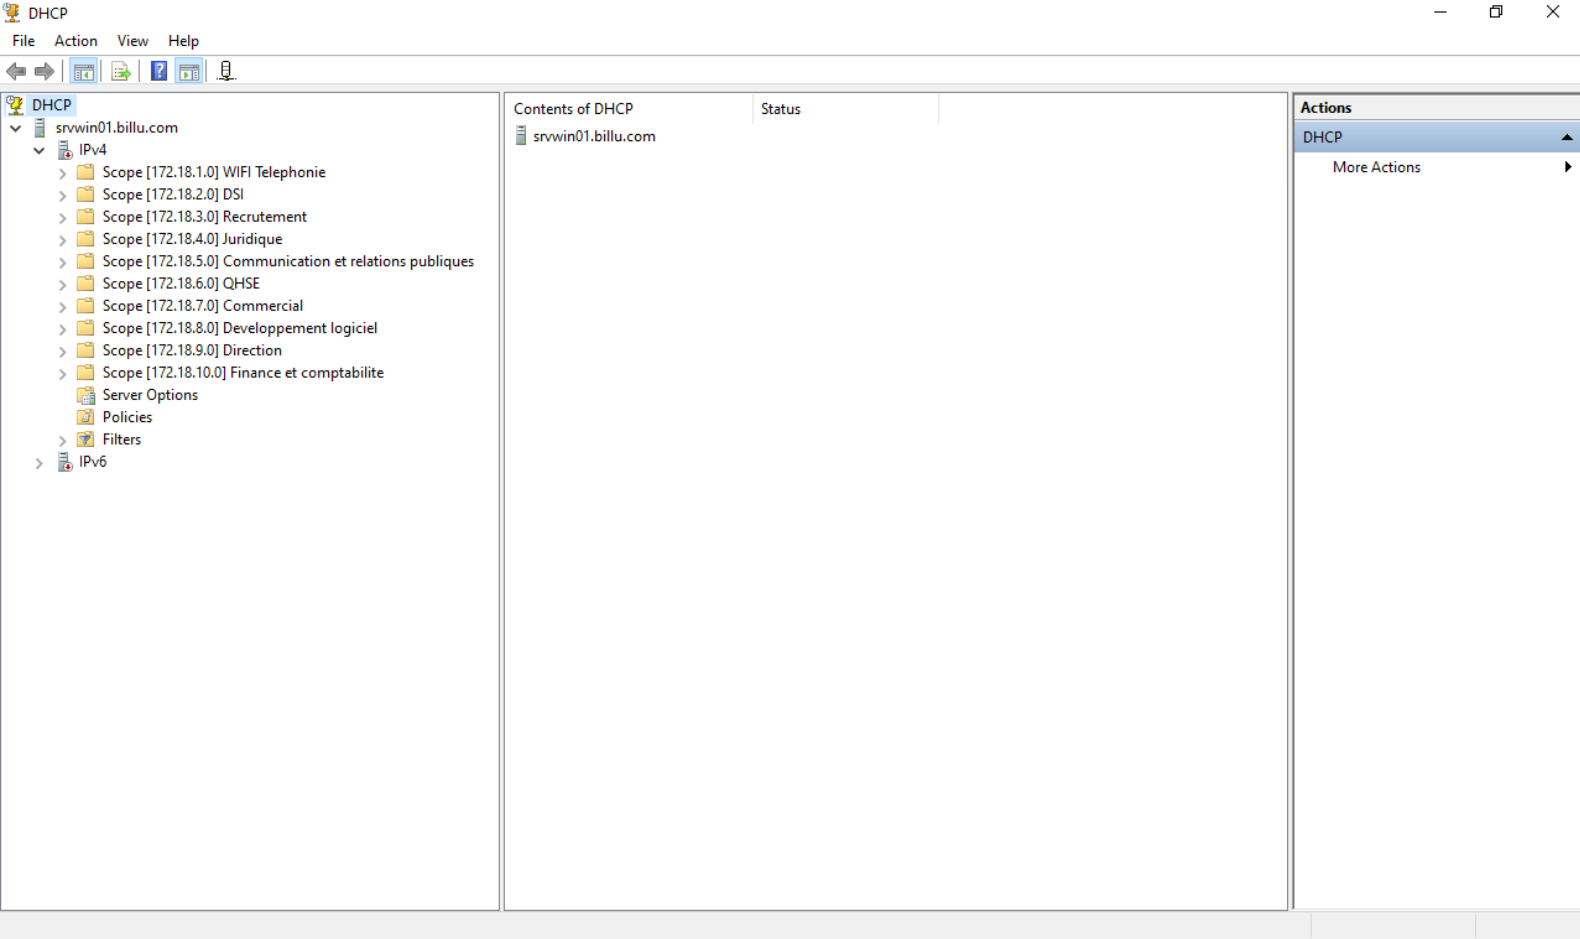 DHCP
File Action View Help
DHCP
srvwin01.billu.com
IPv4
Scope [172.18.1.0] WIFI Telephonie
Scope [172.18.2.0] DSI
Scope [172.18.3.0] Recrutement
Scope [172.18.4.0] Juridique
Scope [172.18.5.0] Communication et relations publiques
Scope [172.18.6.0] QHSE
Scope [172.18.7.0] Commercial
Scope [172.18.8.0] Developpement logiciel
Scope [172.18.9.0] Direction
Scope [172.18.10.0] Finance et comptabilite
Server Options
Policies
Filters
IPv6
Contents of DHCP Status
srvwin01.billu.com
Actions
DHCP
More Actions